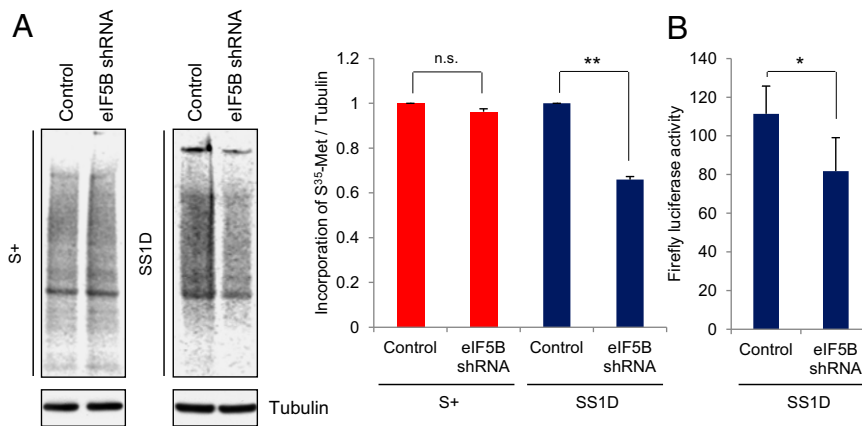 A
Control
eIF5B shRNA
Control
eIF5B shRNA
S+
SS1D
Tubulin
Incorporation of S³⁵-Met / Tubulin
1.2
1
0.8
0.6
0.4
0.2
0
n.s.
**
Control
eIF5B
shRNA
Control
eIF5B
shRNA
S+
SS1D
B
Firefly luciferase activity
140
120
100
80
60
40
20
0
*
Control
eIF5B
shRNA
SS1D